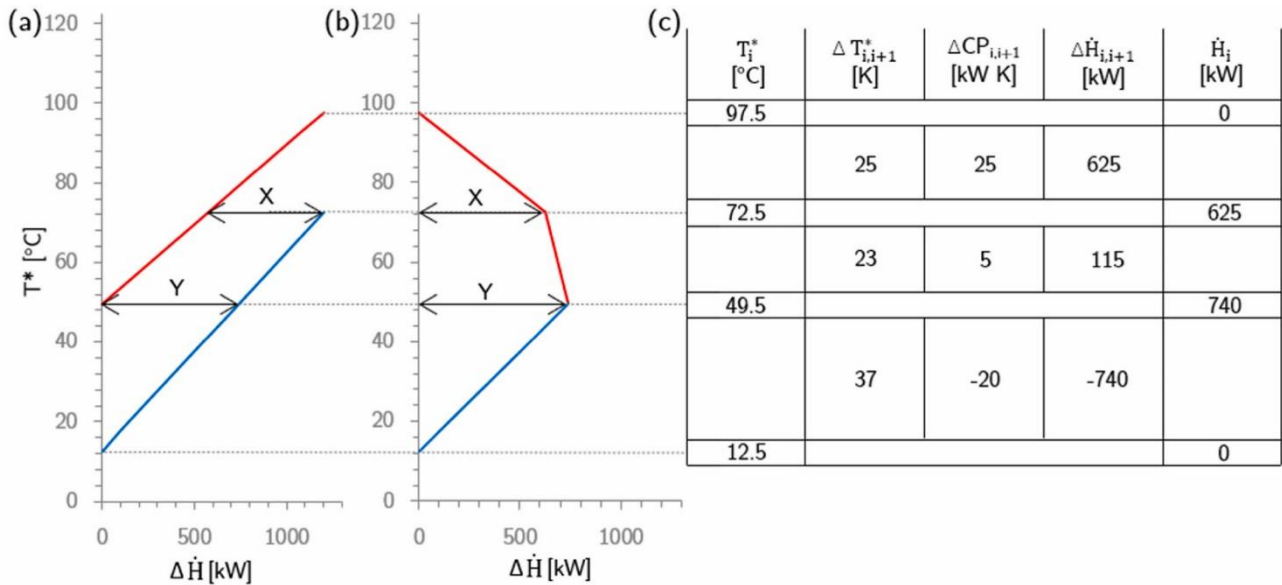 (a)
120
100
80
60
40
20
0
T* [°C]
X
Y
0 500 1000
ΔḢ [kW]
(b)
120
100
80
60
40
20
0
X
Y
0 500 1000
ΔḢ [kW]
(c)
T*i ΔT*i,i+1 ΔCPi,i+1 ΔḢi,i+1 Ḣi
[°C] [K] [kW K] [kW] [kW]
97.5 0
25 25 625
72.5 625
23 5 115
49.5 740
37 -20 -740
12.5 0